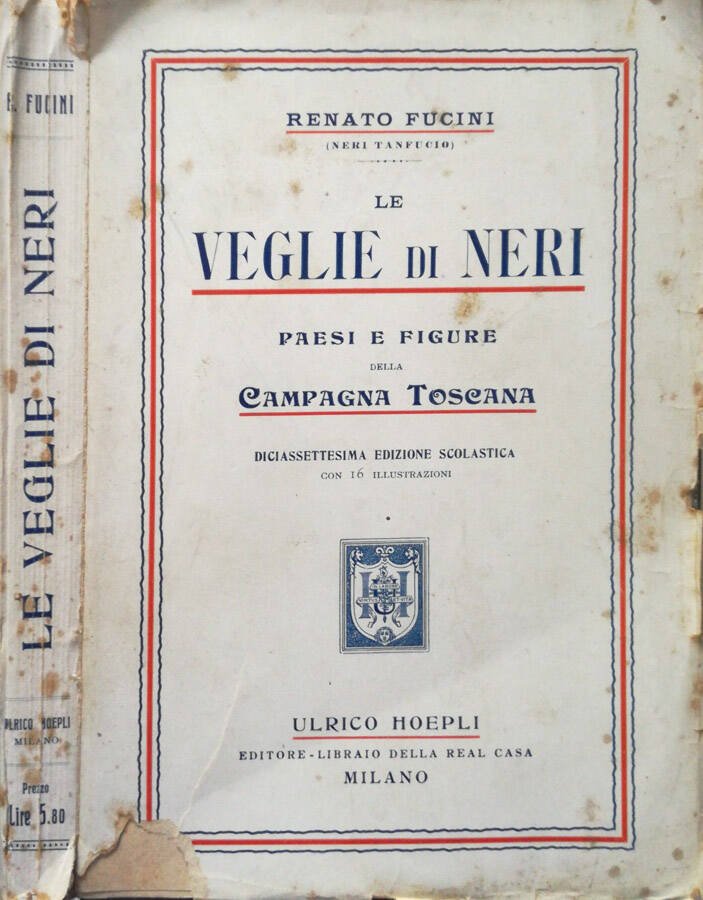 R. FUCINI
LE VEGLIE DI NERI
ULRICO HOEPLI
MILANO
Prezzo
Lire 5.80
RENATO FUCINI
(NERI TANFUCIO)
LE
VEGLIE DI NERI
PAESI E FIGURE
DELLA
CAMPAGNA TOSCANA
DICIASSETTESIMA EDIZIONE SCOLASTICA
CON 16 ILLUSTRAZIONI
UH
ULRICO HOEPLI
EDITORE-LIBRAIO DELLA REAL CASA
MILANO